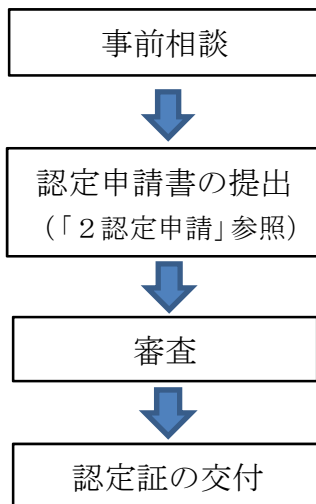 事前相談
認定申請書の提出
（「２認定申請」参照）
審査
認定証の交付